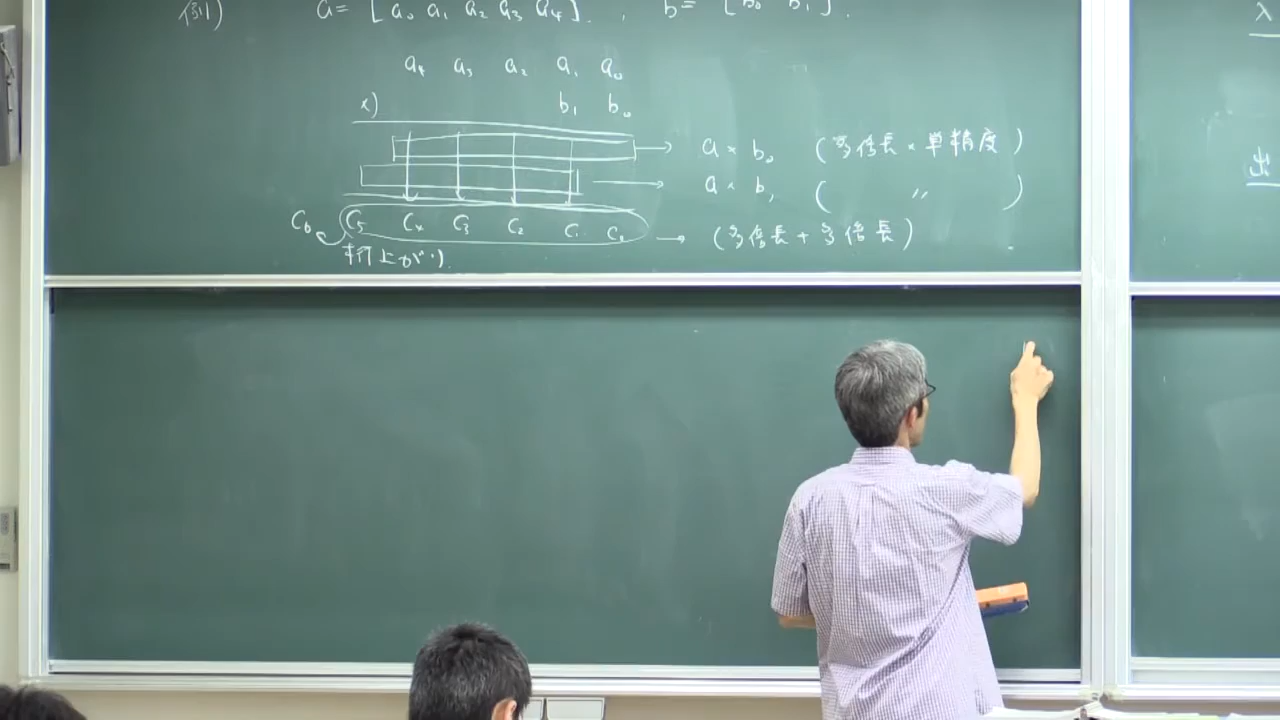 例) a = [a₀ a₁ a₂ a₃ a₄], b = [b₀ b₁].
a₄ a₃ a₂ a₁ a₀
×) b₁ b₀
→ a × b₀ (多倍長 × 単精度)
→ a × b₁ ( 〃 )
C₆ C₅ C₄ C₃ C₂ C₁ C₀ → (多倍長 + 多倍長)
桁上がり.
λ
出